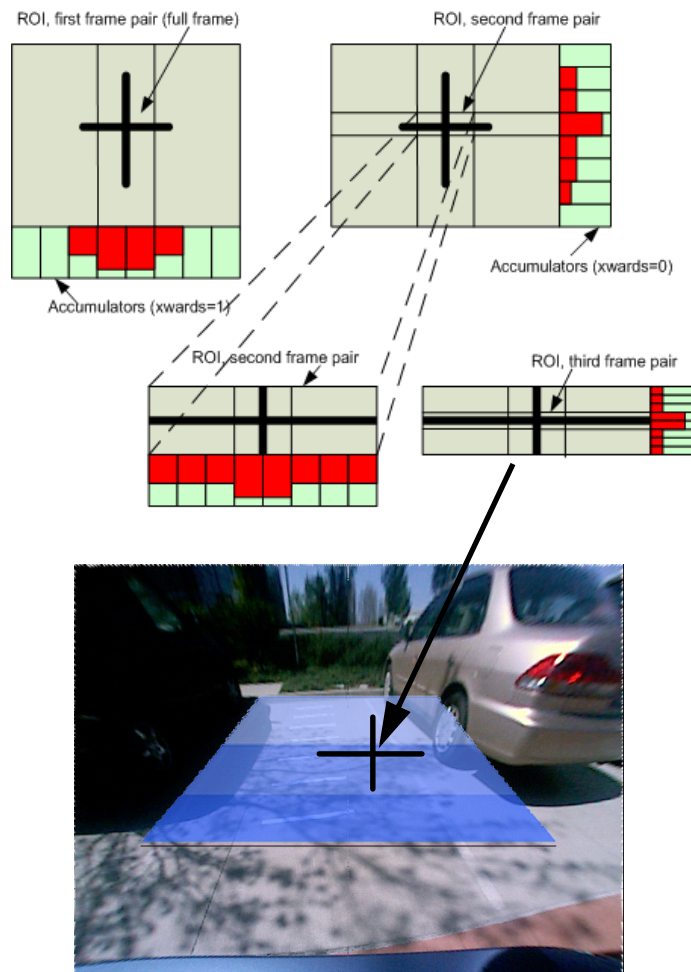 ROI, first frame pair (full frame)
ROI, second frame pair
Accumulators (xwards=0)
Accumulators (xwards=1)
ROI, second frame pair
ROI, third frame pair